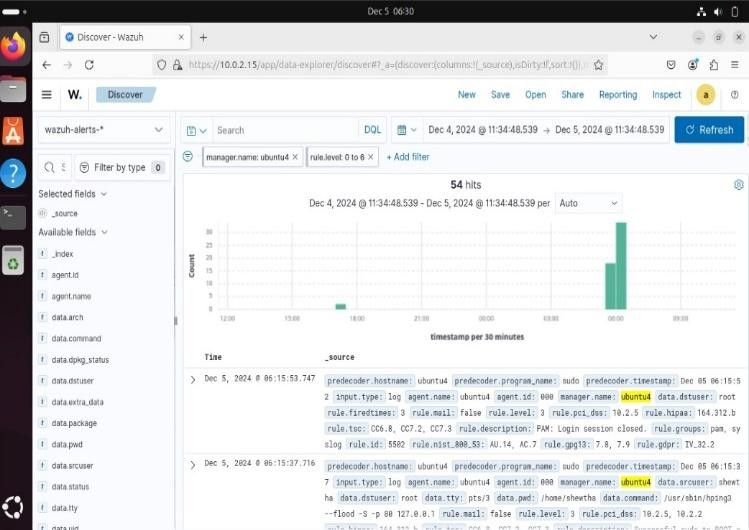 Dec 5 06:30
Discover - Wazuh
https://10.0.2.15/app/data-explorer/discover#?_a=(discover:(columns:!(_source),isDirty:!f,sort:!()),
W. Discover New Save Open Share Reporting Inspect a
wazuh-alerts-* Search DQL Dec 4, 2024 @ 11:34:48.539 → Dec 5, 2024 @ 11:34:48.539 Refresh
manager.name: ubuntu4 × rule.level: 0 to 6 × + Add filter
Filter by type 0
54 hits
Selected fields
Dec 4, 2024 @ 11:34:48.539 - Dec 5, 2024 @ 11:34:48.539 per Auto
_source
Available fields
_index
agent.id
agent.name
data.arch
data.command
data.dpkg_status
data.dstuser
data.extra_data
data.package
data.pwd
data.srcuser
data.status
data.tty
data.uid
Count
30
25
20
15
10
5
0
12:00 15:00 18:00 21:00 00:00 03:00 06:00 09:00
timestamp per 30 minutes
Time _source
Dec 5, 2024 @ 06:15:53.747 predecoder.hostname: ubuntu4 predecoder.program_name: sudo predecoder.timestamp: Dec 05 06:15:5
2 input.type: log agent.name: ubuntu4 agent.id: 000 manager.name: ubuntu4 data.dstuser: root
rule.firedtimes: 3 rule.mail: false rule.level: 3 rule.pci_dss: 10.2.5 rule.hipaa: 164.312.b
rule.tsc: CC6.8, CC7.2, CC7.3 rule.description: PAM: Login session closed. rule.groups: pam, sy
slog rule.id: 5502 rule.nist_800_53: AU.14, AC.7 rule.gpg13: 7.8, 7.9 rule.gdpr: IV_32.2
Dec 5, 2024 @ 06:15:37.716 predecoder.hostname: ubuntu4 predecoder.program_name: sudo predecoder.timestamp: Dec 05 06:15:3
7 input.type: log agent.name: ubuntu4 agent.id: 000 manager.name: ubuntu4 data.srcuser: shewt
ha data.dstuser: root data.tty: pts/3 data.pwd: /home/shewtha data.command: /usr/sbin/hping3
--flood -S -p 80 127.0.0.1 rule.mail: false rule.level: 3 rule.pci_dss: 10.2.5, 10.2.2